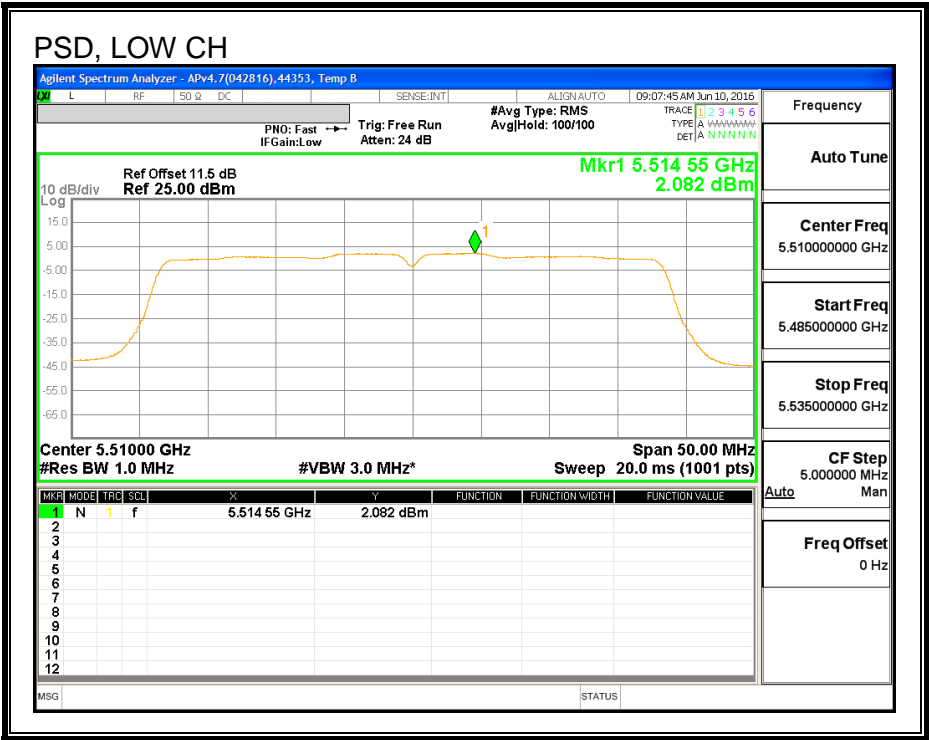 PSD, LOW CH
Agilent Spectrum Analyzer - APv4.7(042816),44353, Temp B
LXI L RF 50 Ω DC SENSE:INT ALIGN AUTO 09:07:45 AM Jun 10, 2016
PNO: Fast
IFGain:Low
Trig: Free Run
Atten: 24 dB
#Avg Type: RMS
Avg|Hold: 100/100
TRACE 1 2 3 4 5 6
TYPE A WWWWW
DET A N N N N N
Frequency
Auto Tune
Center Freq
5.510000000 GHz
Start Freq
5.485000000 GHz
Stop Freq
5.535000000 GHz
CF Step
5.000000 MHz
Auto Man
Freq Offset
0 Hz
Mkr1 5.514 55 GHz
2.082 dBm
Ref Offset 11.5 dB
10 dB/div Ref 25.00 dBm
Log
15.0
5.00
-5.00
-15.0
-25.0
-35.0
-45.0
-55.0
-65.0
1
Center 5.51000 GHz Span 50.00 MHz
#Res BW 1.0 MHz #VBW 3.0 MHz* Sweep 20.0 ms (1001 pts)
MKR MODE TRC SCL X Y FUNCTION FUNCTION WIDTH FUNCTION VALUE
1 N 1 f 5.514 55 GHz 2.082 dBm
2
3
4
5
6
7
8
9
10
11
12
MSG STATUS